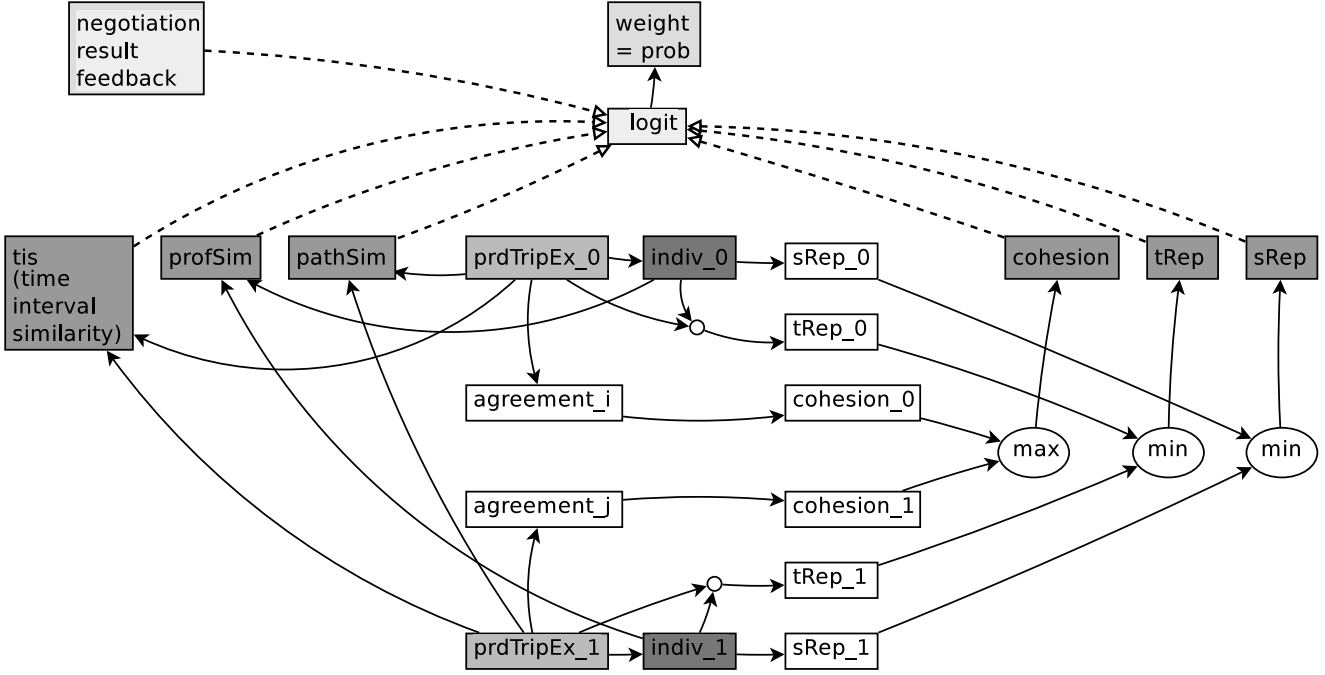 negotiation
result
feedback
weight
= prob
logit
tis
(time
interval
similarity)
profSim
pathSim
prdTripEx_0
indiv_0
sRep_0
cohesion
tRep
sRep
tRep_0
agreement_i
cohesion_0
max
min
min
agreement_j
cohesion_1
tRep_1
prdTripEx_1
indiv_1
sRep_1